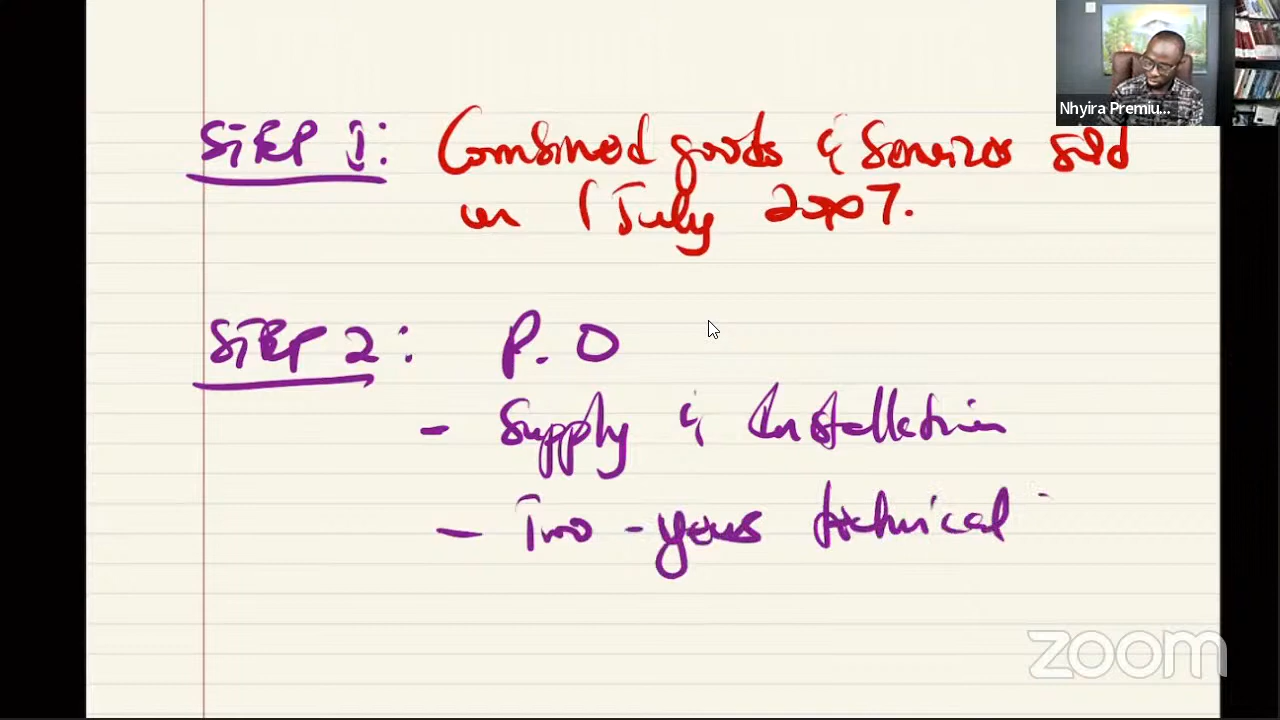 Nhyira Premiu...
STEP 1: Combined goods & Services sold
on 1 July 2007.
STEP 2: P.O
- Supply & Installation
- Two-years technical
zoom